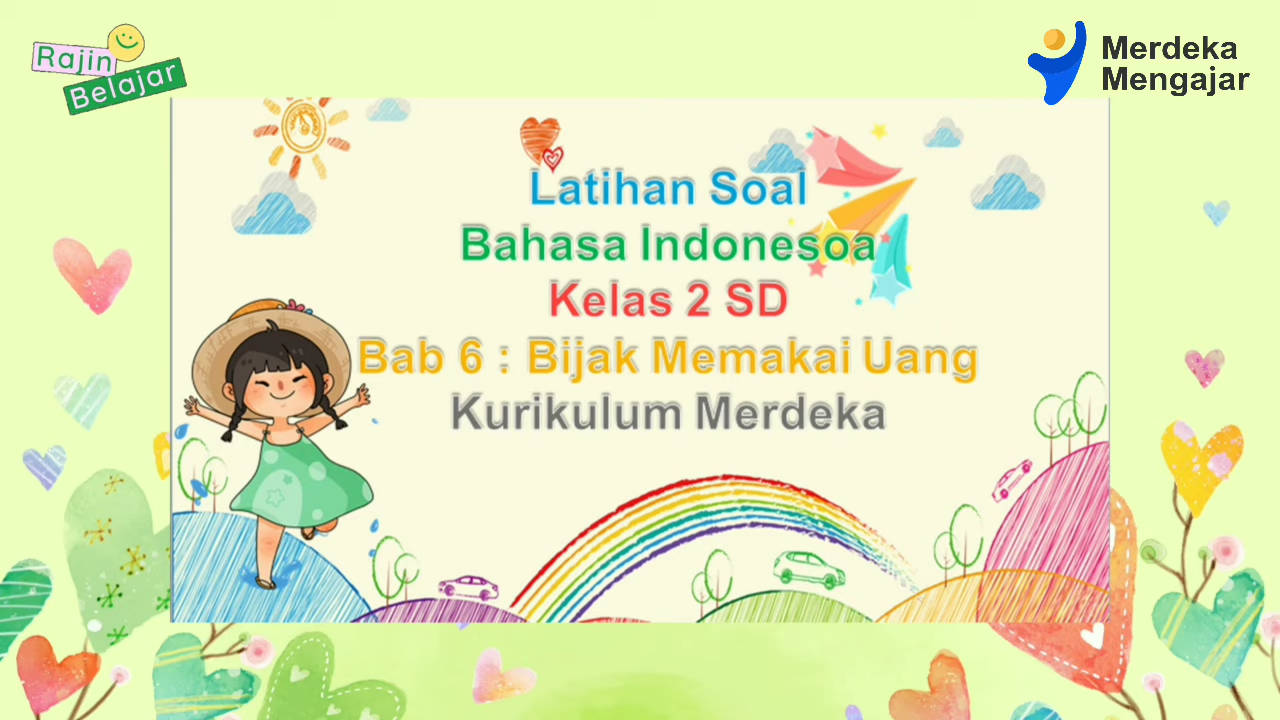 Rajin
Belajar
Merdeka
Mengajar
Latihan Soal
Bahasa Indonesoa
Kelas 2 SD
Bab 6 : Bijak Memakai Uang
Kurikulum Merdeka